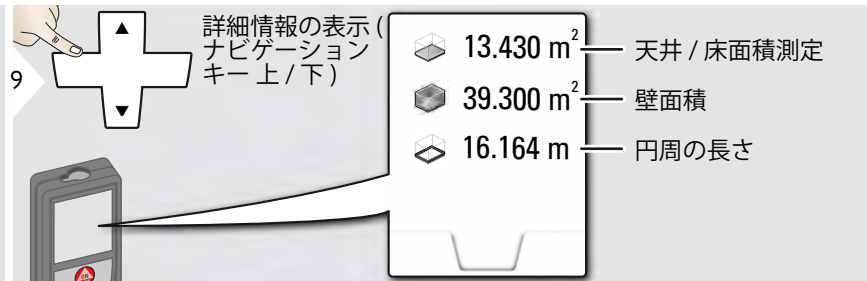 詳細情報の表示 (
ナビゲーション
キー 上 / 下 )
9
13.430 m² 天井 / 床面積測定
39.300 m² 壁面積
16.164 m 円周の長さ
ON